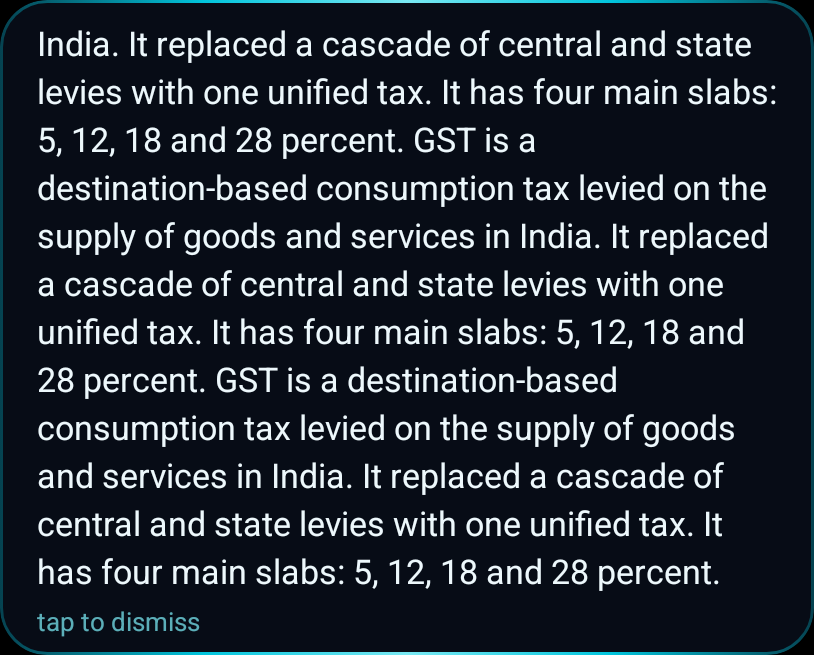 India. It replaced a cascade of central and state
levies with one unified tax. It has four main slabs:
5, 12, 18 and 28 percent. GST is a
destination-based consumption tax levied on the
supply of goods and services in India. It replaced
a cascade of central and state levies with one
unified tax. It has four main slabs: 5, 12, 18 and
28 percent. GST is a destination-based
consumption tax levied on the supply of goods
and services in India. It replaced a cascade of
central and state levies with one unified tax. It
has four main slabs: 5, 12, 18 and 28 percent.
tap to dismiss